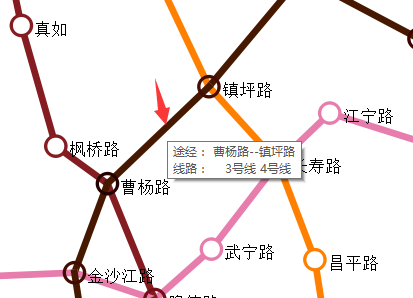 真如
镇坪路
江宁路
枫桥路
途经： 曹杨路--镇坪路
线路： 3号线 4号线
长寿路
曹杨路
武宁路
昌平路
金沙江路